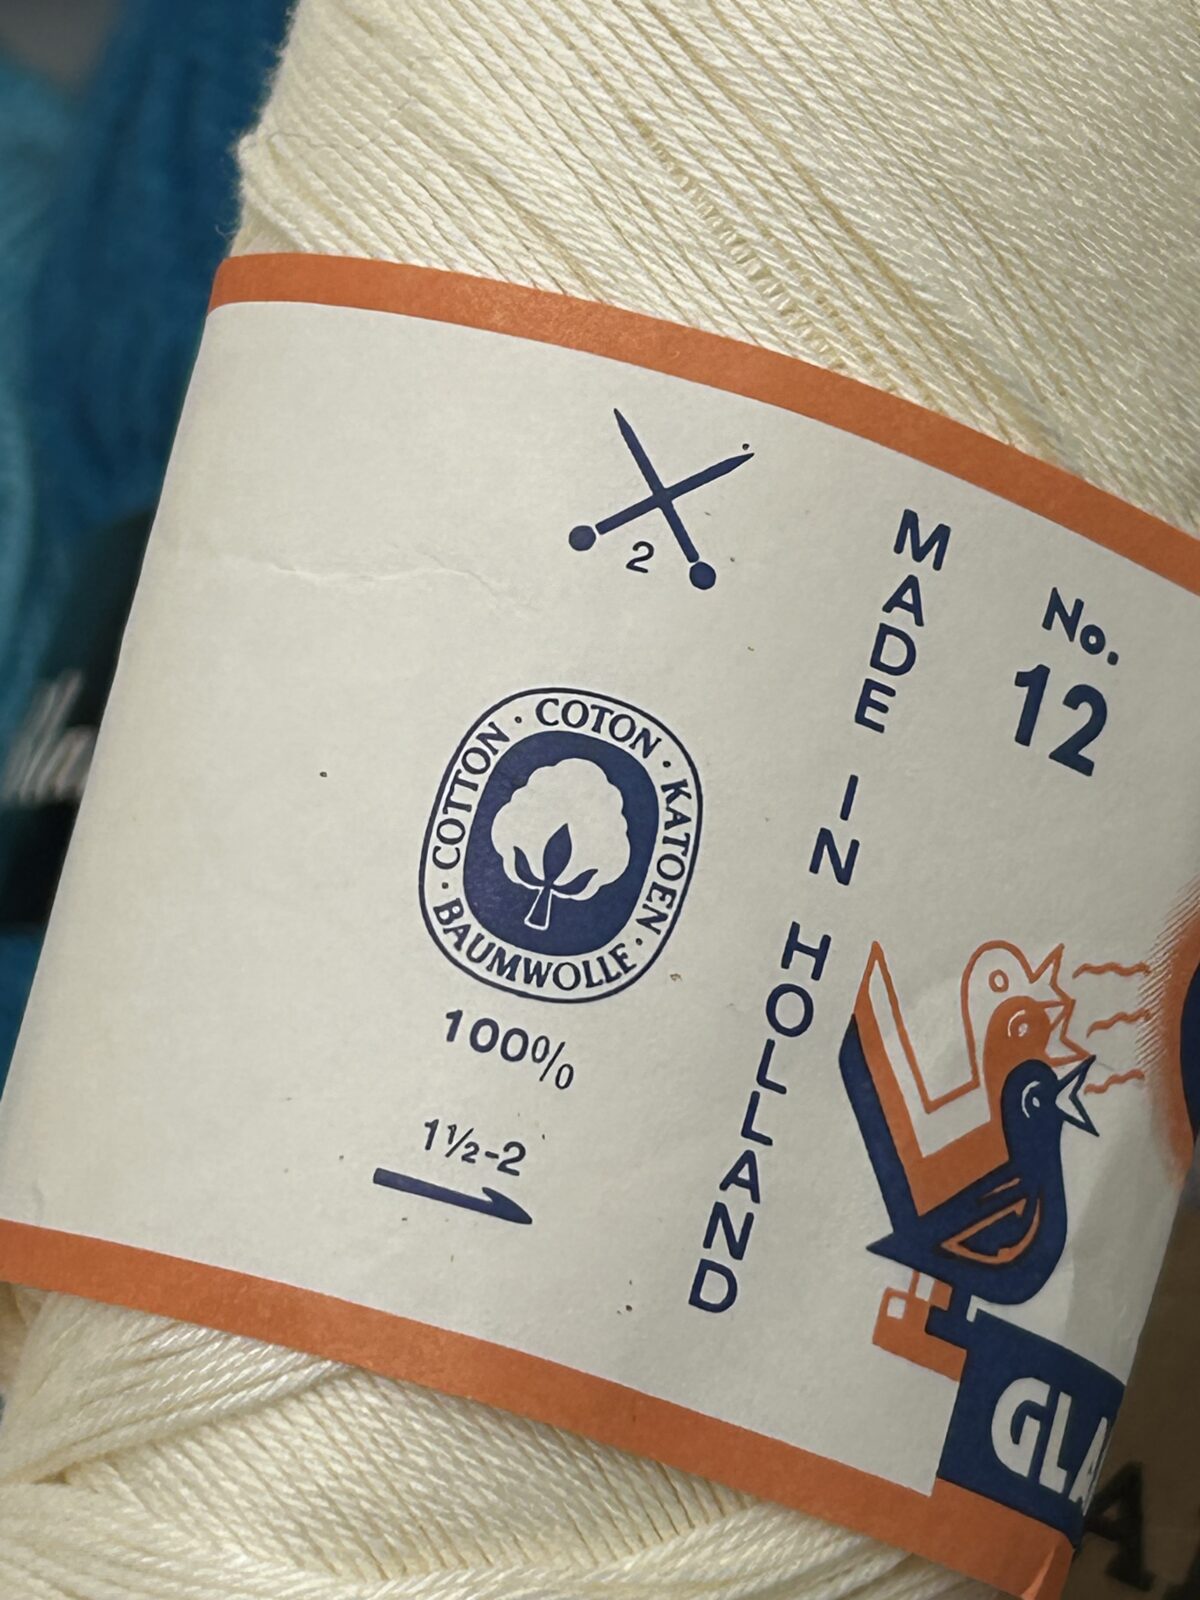 2
MADE IN HOLLAND
No.
12
COTTON · COTON · KATOEN · BAUMWOLLE ·
100%
1½-2